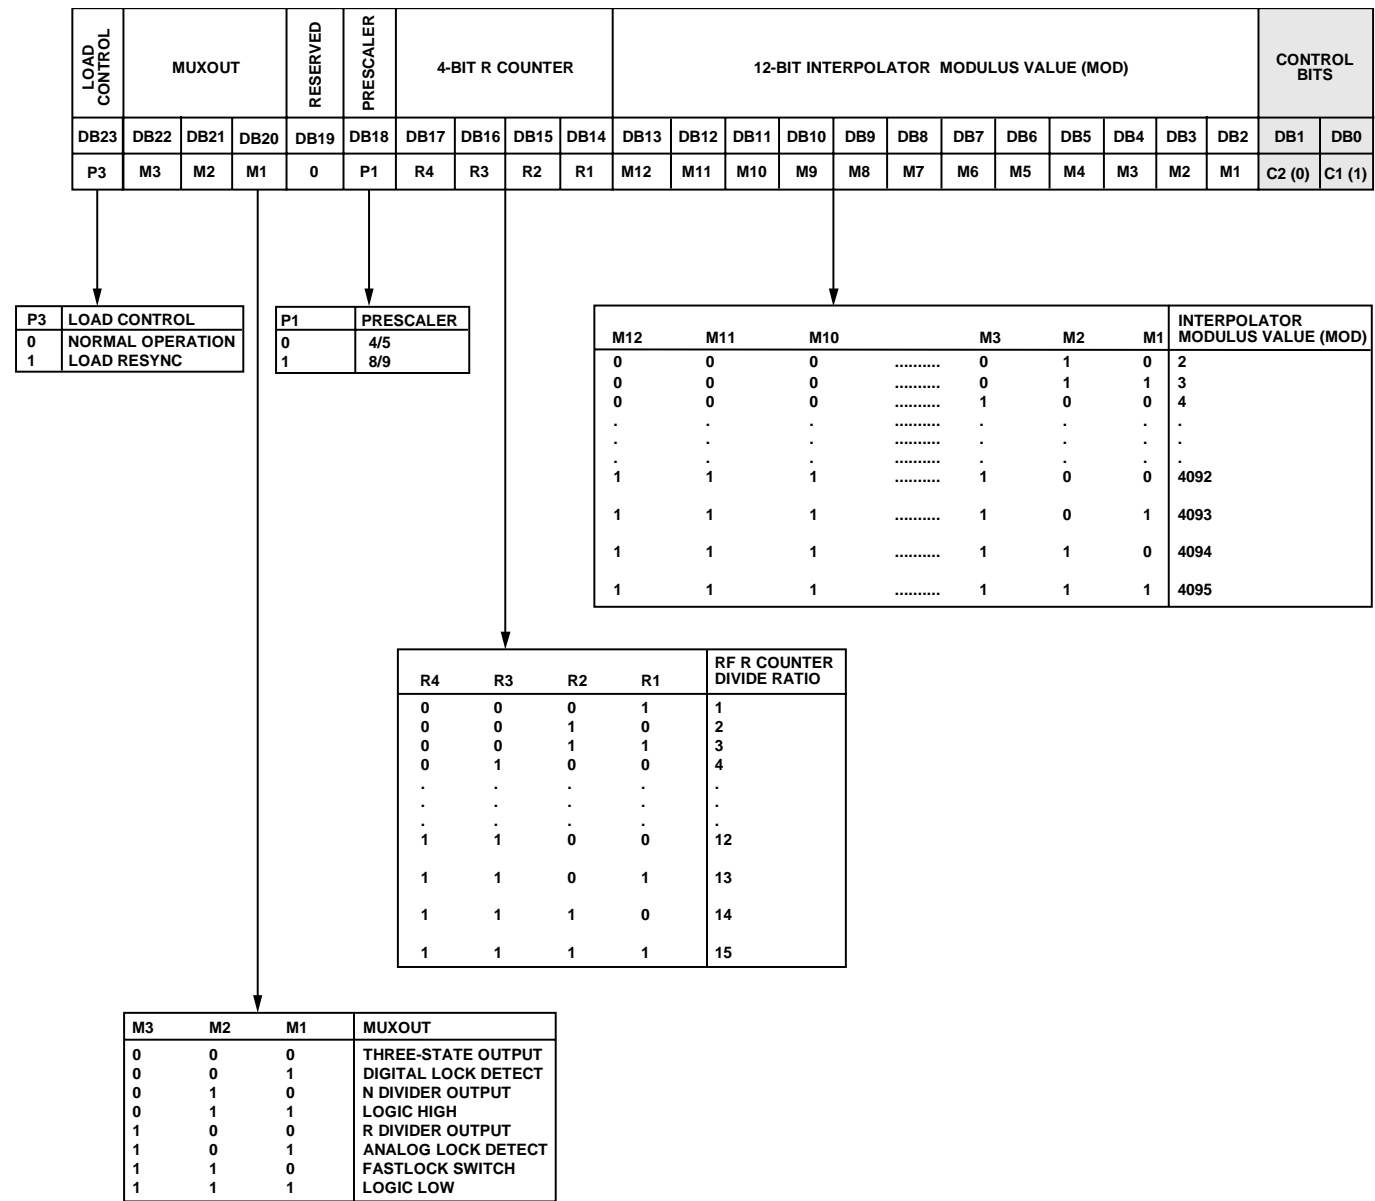 LOAD CONTROL MUXOUT RESERVED PRESCALER 4-BIT R COUNTER 12-BIT INTERPOLATOR MODULUS VALUE (MOD) CONTROL BITS
DB23 DB22 DB21 DB20 DB19 DB18 DB17 DB16 DB15 DB14 DB13 DB12 DB11 DB10 DB9 DB8 DB7 DB6 DB5 DB4 DB3 DB2 DB1 DB0
P3 M3 M2 M1 0 P1 R4 R3 R2 R1 M12 M11 M10 M9 M8 M7 M6 M5 M4 M3 M2 M1 C2 (0) C1 (1)
P3 LOAD CONTROL
0 NORMAL OPERATION
1 LOAD RESYNC
P1 PRESCALER
0 4/5
1 8/9
M12 M11 M10 M3 M2 M1 INTERPOLATOR MODULUS VALUE (MOD)
0 0 0 .......... 0 1 0 2
0 0 0 .......... 0 1 1 3
0 0 0 .......... 1 0 0 4
. . . .......... . . . .
. . . .......... . . . .
. . . .......... . . . .
1 1 1 .......... 1 0 0 4092
1 1 1 .......... 1 0 1 4093
1 1 1 .......... 1 1 0 4094
1 1 1 .......... 1 1 1 4095
R4 R3 R2 R1 RF R COUNTER DIVIDE RATIO
0 0 0 1 1
0 0 1 0 2
0 0 1 1 3
0 1 0 0 4
. . . . .
. . . . .
. . . . .
1 1 0 0 12
1 1 0 1 13
1 1 1 0 14
1 1 1 1 15
M3 M2 M1 MUXOUT
0 0 0 THREE-STATE OUTPUT
0 0 1 DIGITAL LOCK DETECT
0 1 0 N DIVIDER OUTPUT
0 1 1 LOGIC HIGH
1 0 0 R DIVIDER OUTPUT
1 0 1 ANALOG LOCK DETECT
1 1 0 FASTLOCK SWITCH
1 1 1 LOGIC LOW